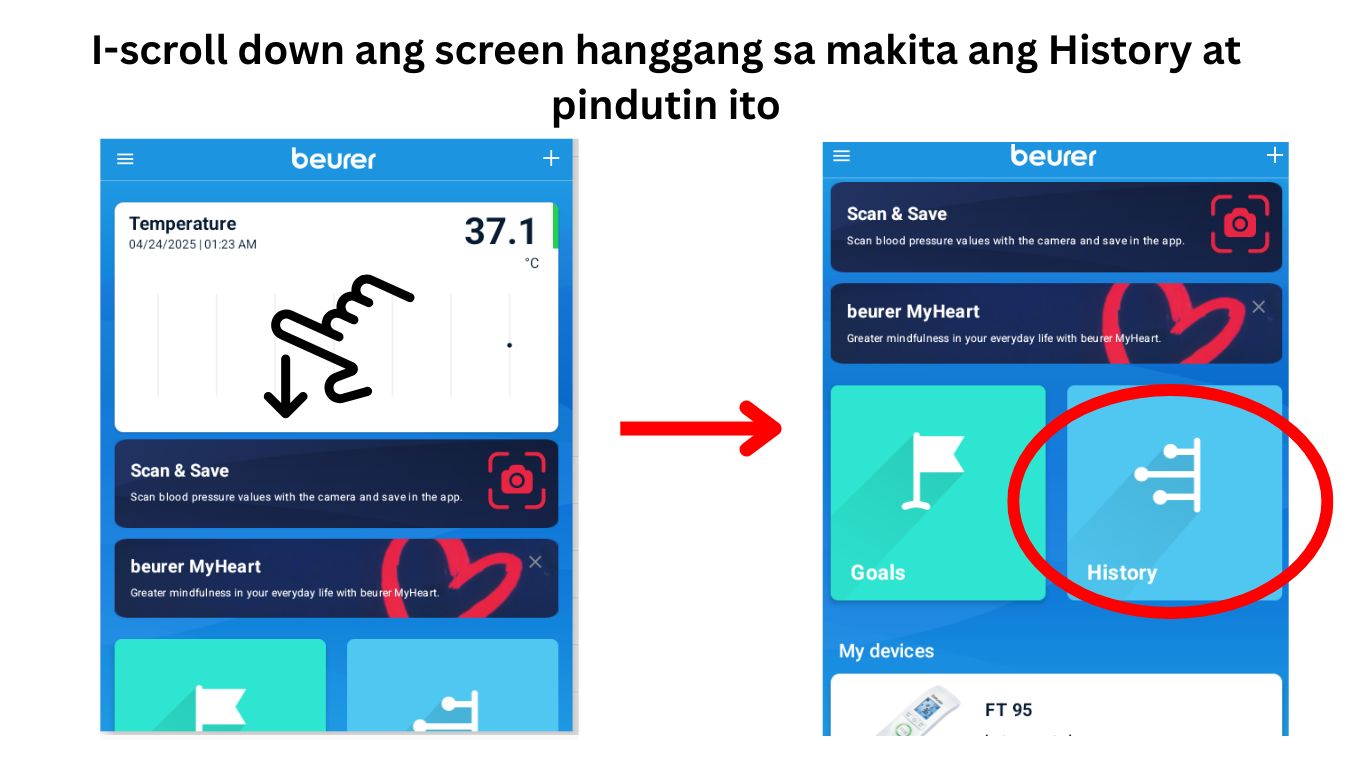 I-scroll down ang screen hanggang sa makita ang History at
pindutin ito
beurer
Temperature
04/24/2025 | 01:23 AM
37.1
°C
Scan & Save
Scan blood pressure values with the camera and save in the app.
beurer MyHeart
Greater mindfulness in your everyday life with beurer MyHeart.
beurer
Scan & Save
Scan blood pressure values with the camera and save in the app.
beurer MyHeart
Greater mindfulness in your everyday life with beurer MyHeart.
Goals
History
My devices
FT 95